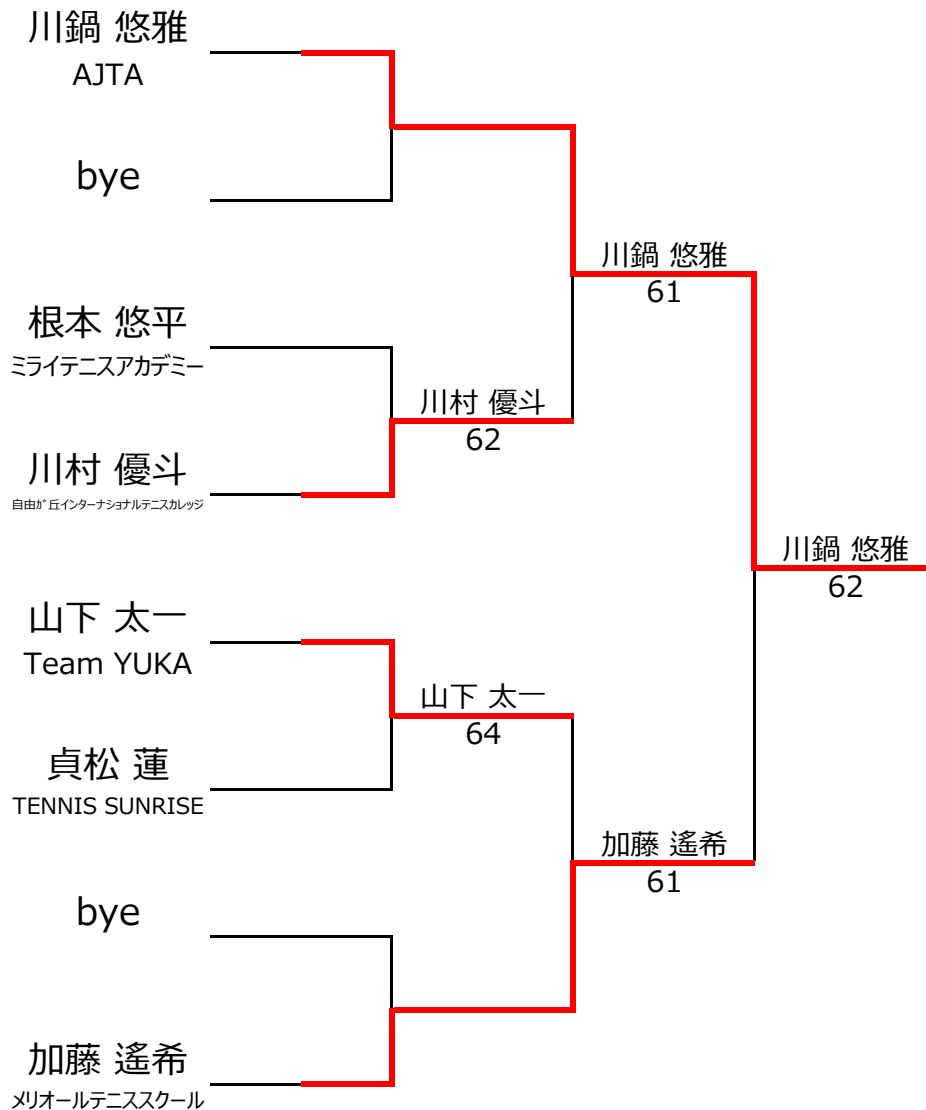 川鍋 悠雅
AJTA
bye
川鍋 悠雅
61
根本 悠平
ミライテニスアカデミー
川村 優斗
62
川村 優斗
自由が丘インターナショナルテニスカレッジ
川鍋 悠雅
62
山下 太一
Team YUKA
山下 太一
64
貞松 蓮
TENNIS SUNRISE
加藤 遙希
61
bye
加藤 遙希
メリオールテニススクール